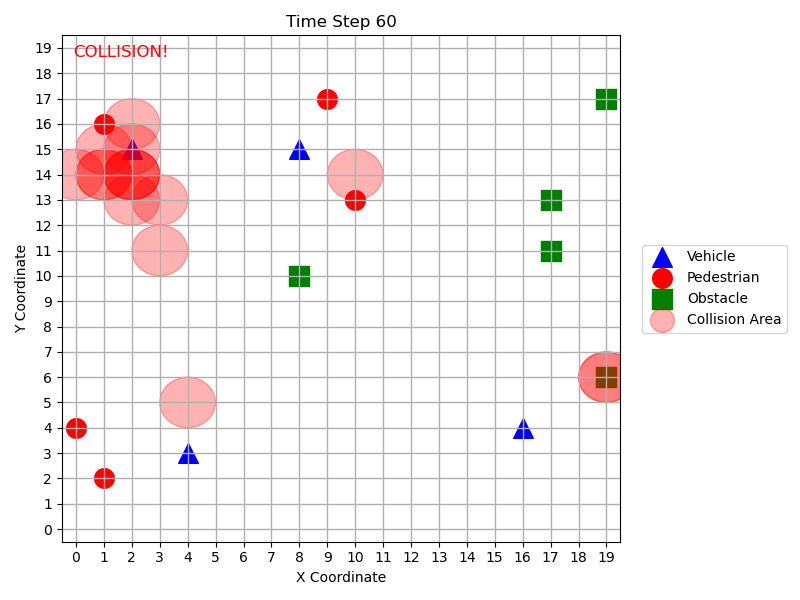 Time Step 60
COLLISION!
Y Coordinate
19
18
17
16
15
14
13
12
11
10
9
8
7
6
5
4
3
2
1
0
0 1 2 3 4 5 6 7 8 9 10 11 12 13 14 15 16 17 18 19
X Coordinate
Vehicle
Pedestrian
Obstacle
Collision Area